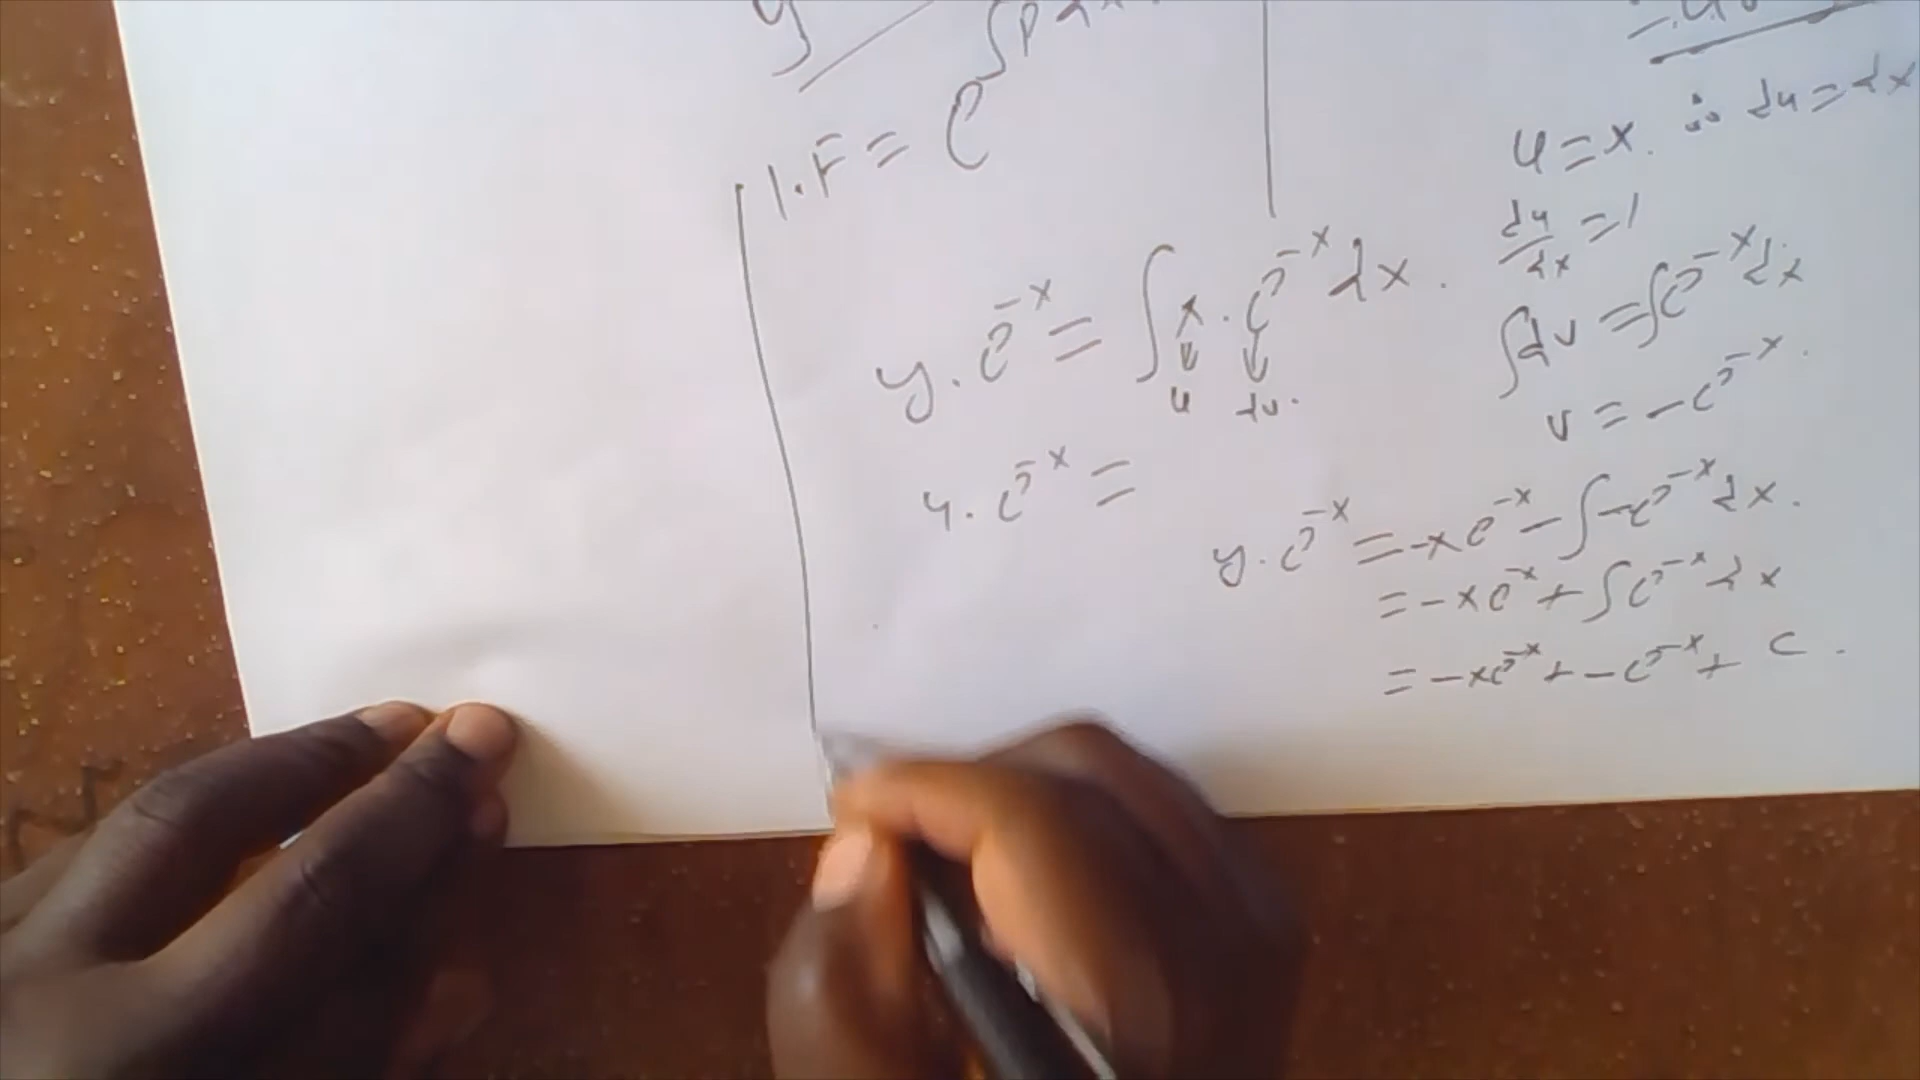 y
I.F = e^∫P dx
y.e^-x = ∫x.e^-x dx.
u dv.
y.e^-x =
u = x. ∴ du = dx
du/dx = 1
∫dv = ∫e^-x dx
v = -e^-x.
y.e^-x = -xe^-x - ∫-e^-x dx.
= -xe^-x + ∫e^-x dx
= -xe^-x + -e^-x + C.